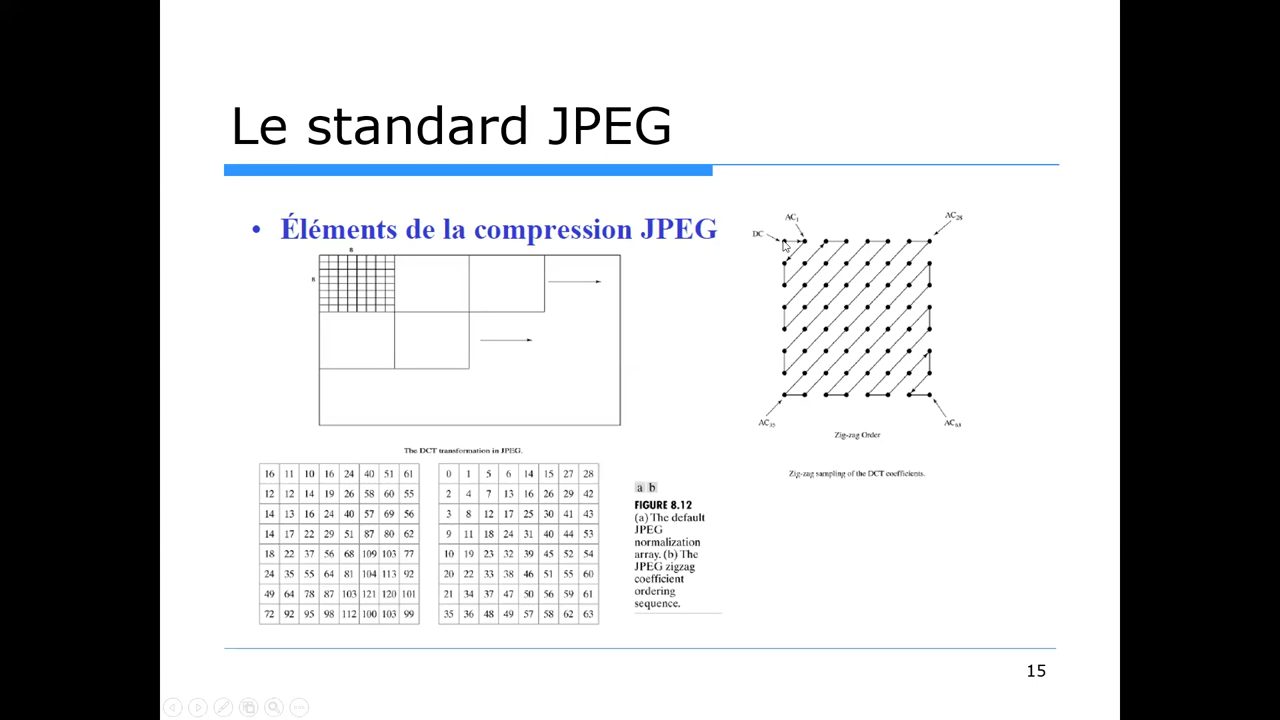 Le standard JPEG
• Éléments de la compression JPEG
8
8
The DCT transformation in JPEG.
DC
AC1
AC28
AC35
AC63
Zig-zag Order
Zig-zag sampling of the DCT coefficients.
16 11 10 16 24 40 51 61
12 12 14 19 26 58 60 55
14 13 16 24 40 57 69 56
14 17 22 29 51 87 80 62
18 22 37 56 68 109 103 77
24 35 55 64 81 104 113 92
49 64 78 87 103 121 120 101
72 92 95 98 112 100 103 99
0 1 5 6 14 15 27 28
2 4 7 13 16 26 29 42
3 8 12 17 25 30 41 43
9 11 18 24 31 40 44 53
10 19 23 32 39 45 52 54
20 22 33 38 46 51 55 60
21 34 37 47 50 56 59 61
35 36 48 49 57 58 62 63
a b
FIGURE 8.12
(a) The default
JPEG
normalization
array. (b) The
JPEG zigzag
coefficient
ordering
sequence.
15